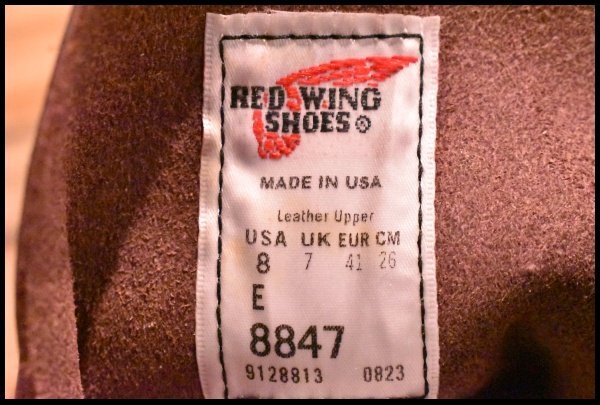 RED WING
SHOES®
MADE IN USA
Leather Upper
USA UK EUR CM
8 7 41 26
E
8847
9128813 0823